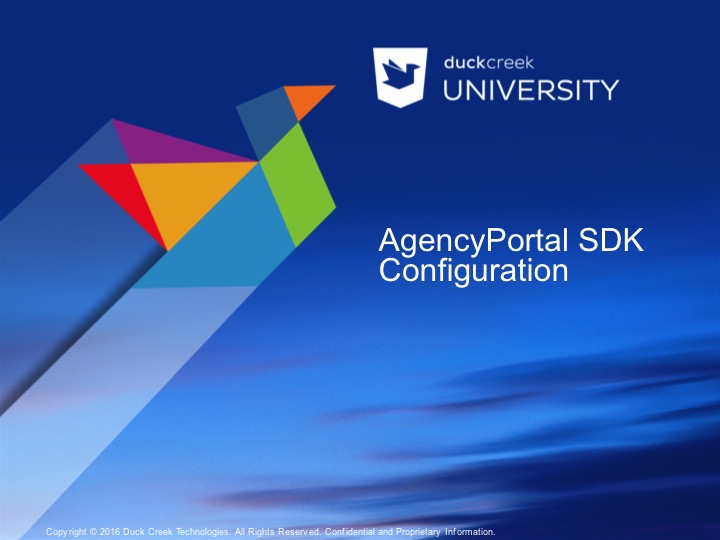 duckcreek
UNIVERSITY
AgencyPortal SDK
Configuration
Copyright © 2016 Duck Creek Technologies. All Rights Reserved. Confidential and Proprietary Information.